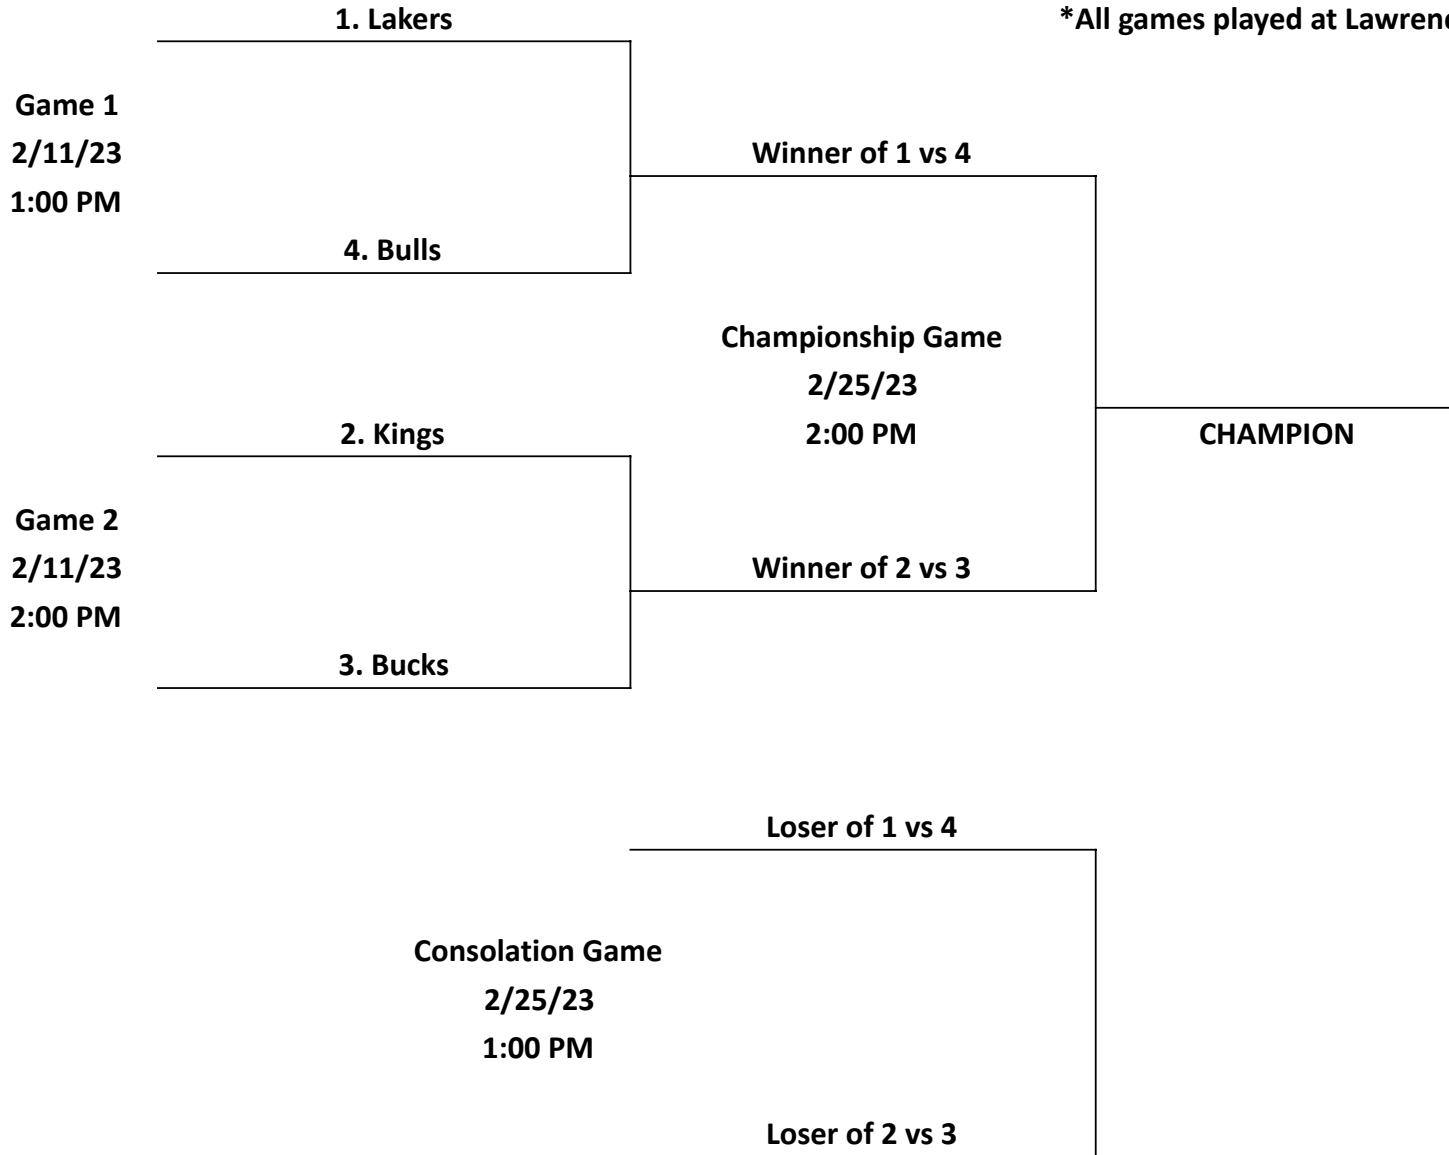 1. Lakers
*All games played at
Game 1
2/11/23
1:00 PM
Winner of 1 vs 4
4. Bulls
Championship Game
2/25/23
2:00 PM
2. Kings
CHAMPION
Game 2
2/11/23
2:00 PM
Winner of 2 vs 3
3. Bucks
Loser of 1 vs 4
Consolation Game
2/25/23
1:00 PM
Loser of 2 vs 3